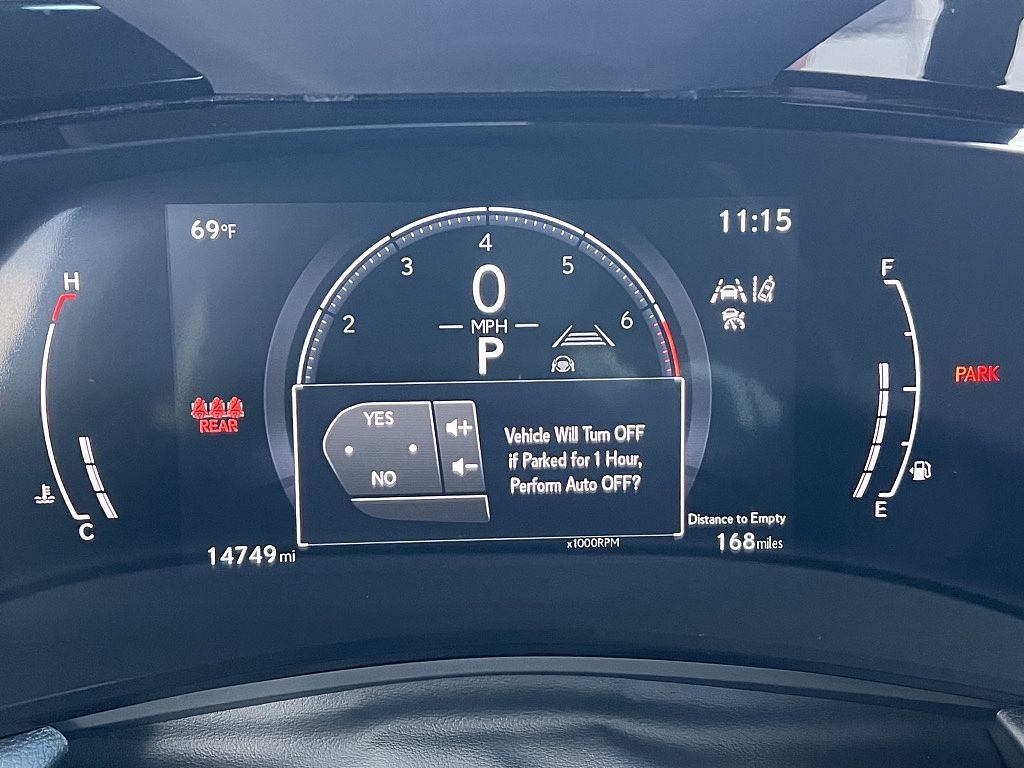 69°F
11:15
H
4
3
5
2
6
0
MPH
P
F
PARK
REAR
YES
NO
Vehicle Will Turn OFF
if Parked for 1 Hour,
Perform Auto OFF?
C
E
Distance to Empty
168 miles
14749 mi
x1000RPM